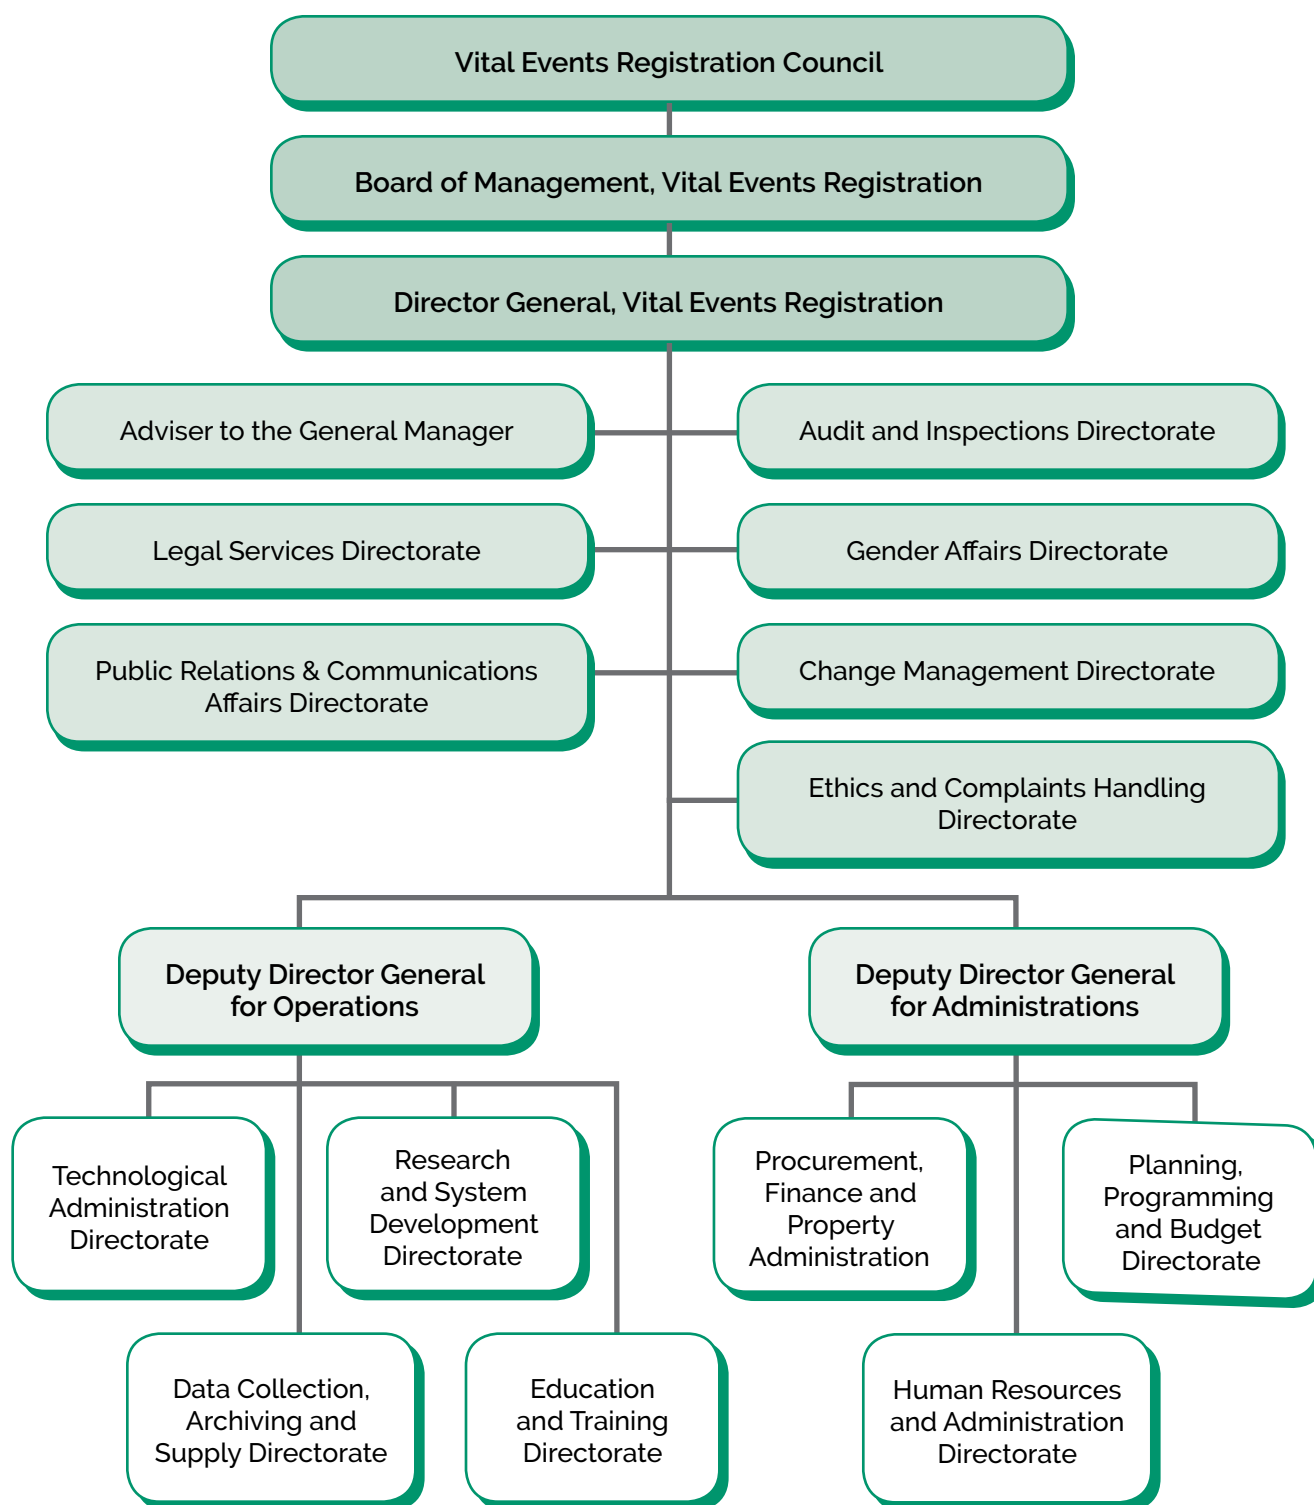 Vital Events Registration Council
Board of Management, Vital Events Registration
Director General, Vital Events Registration
Adviser to the General Manager
Audit and Inspections Directorate
Legal Services Directorate
Gender Affairs Directorate
Public Relations & Communications
Affairs Directorate
Change Management Directorate
Ethics and Complaints Handling
Directorate
Deputy Director General
for Operations
Deputy Director General
for Administrations
Technological
Administration
Directorate
Research
and System
Development
Directorate
Procurement,
Finance and
Property
Administration
Planning,
Programming
and Budget
Directorate
Data Collection,
Archiving and
Supply Directorate
Education
and Training
Directorate
Human Resources
and Administration
Directorate